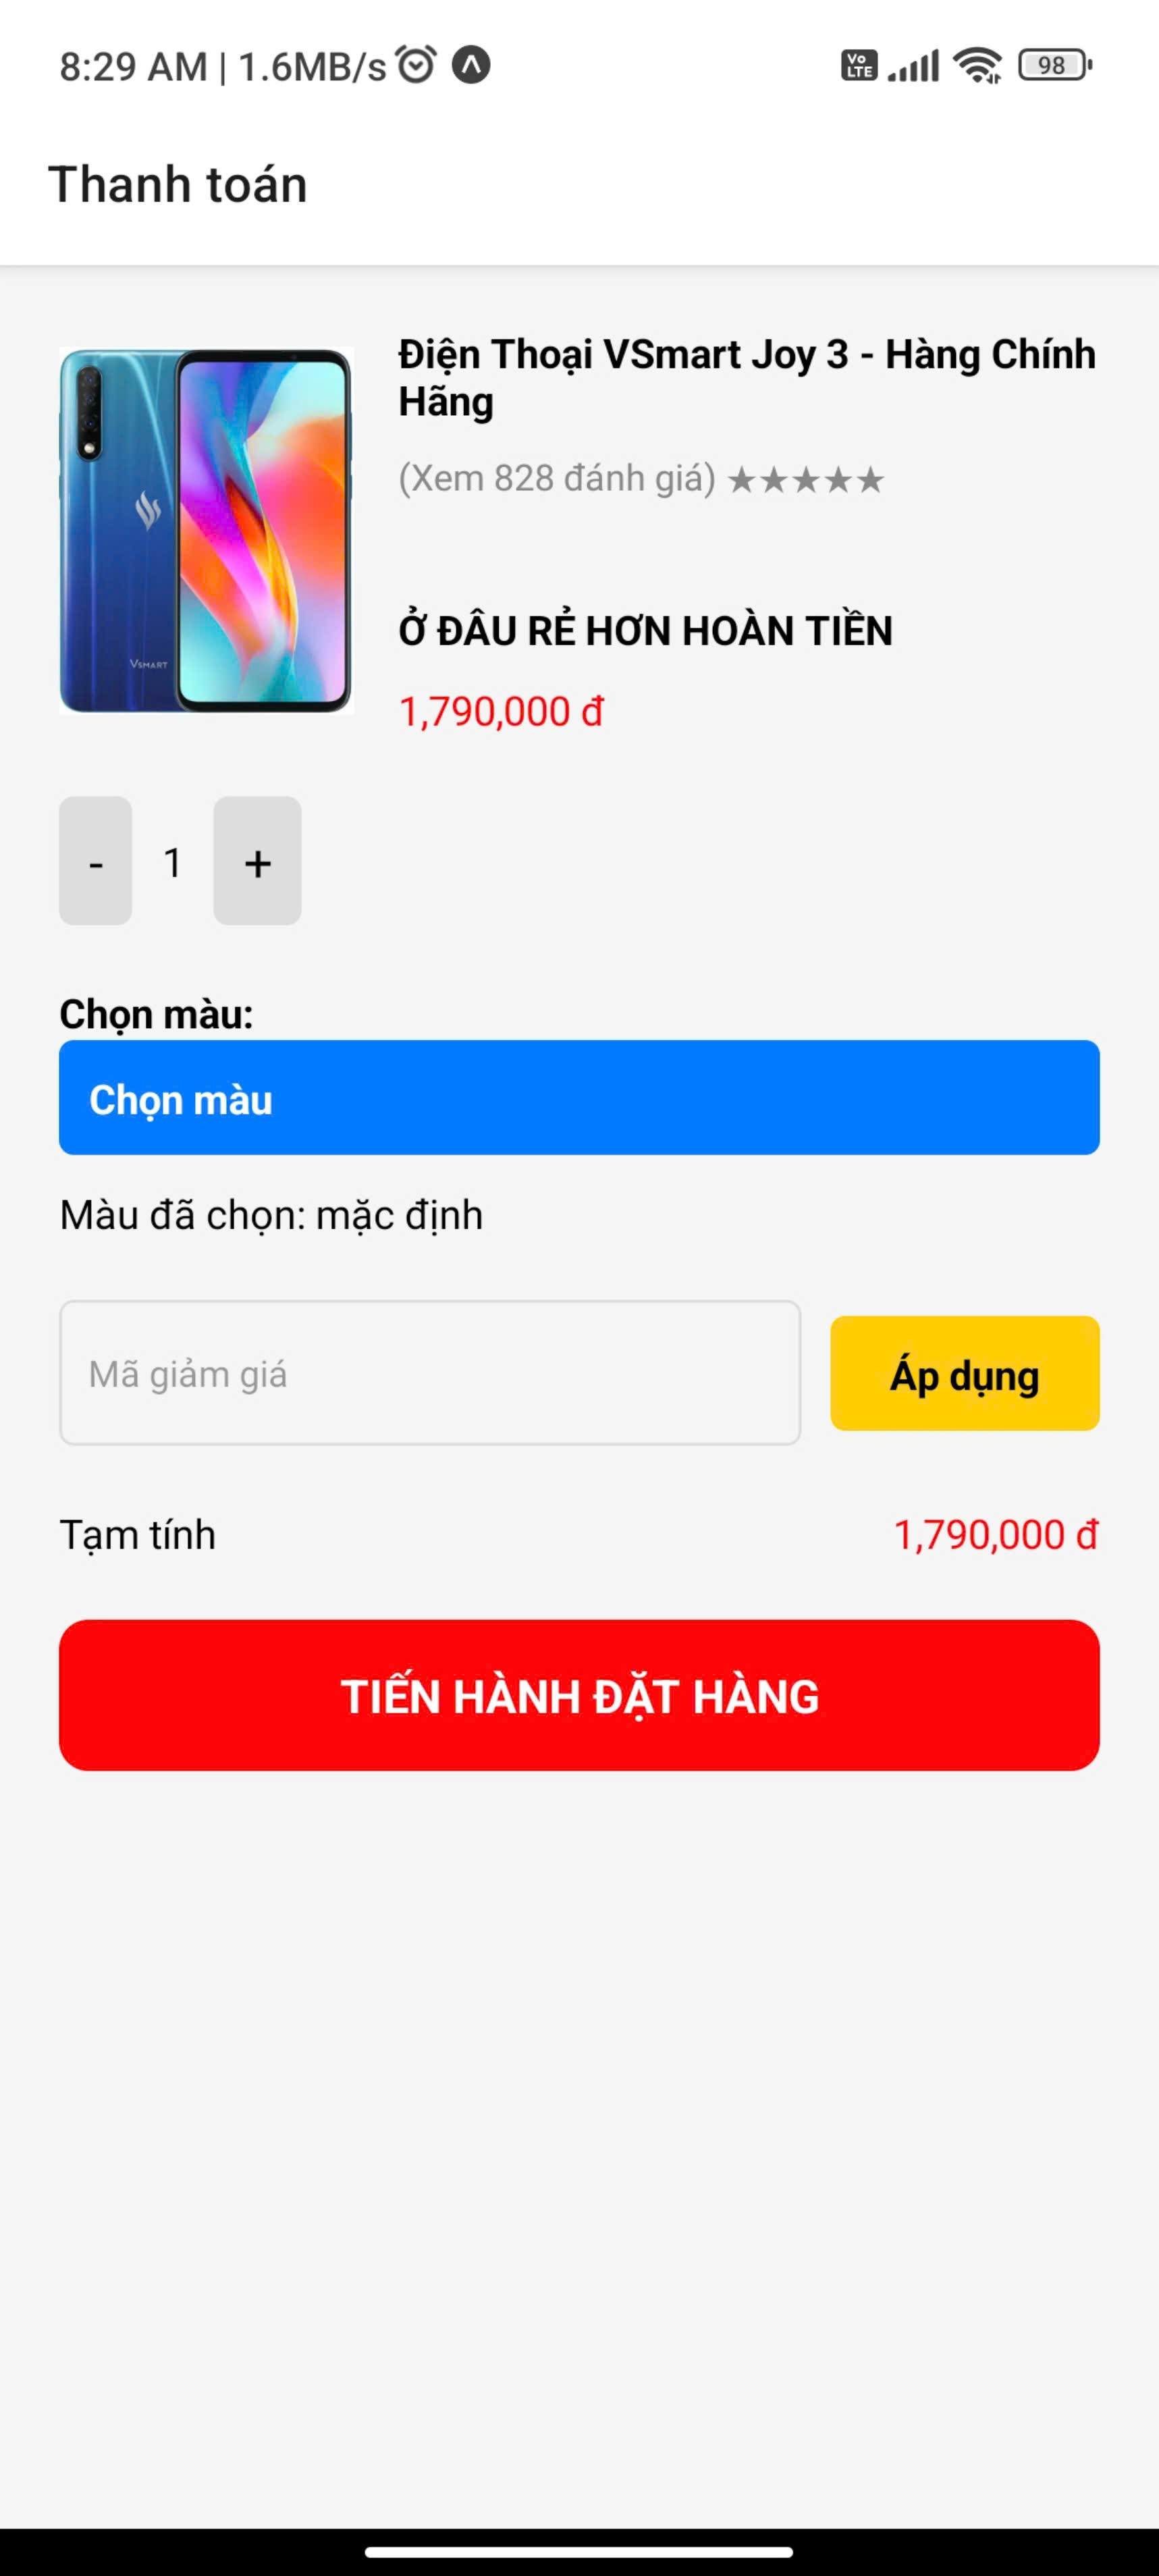 8:29 AM | 1.6MB/s
Vo
LTE
98
Thanh toán
Điện Thoại VSmart Joy 3 - Hàng Chính
Hãng
(Xem 828 đánh giá) ★★★★★
VSMART
Ở ĐÂU RẺ HƠN HOÀN TIỀN
1,790,000 đ
- 1 +
Chọn màu:
Chọn màu
Màu đã chọn: mặc định
Mã giảm giá
Áp dụng
Tạm tính 1,790,000 đ
TIẾN HÀNH ĐẶT HÀNG